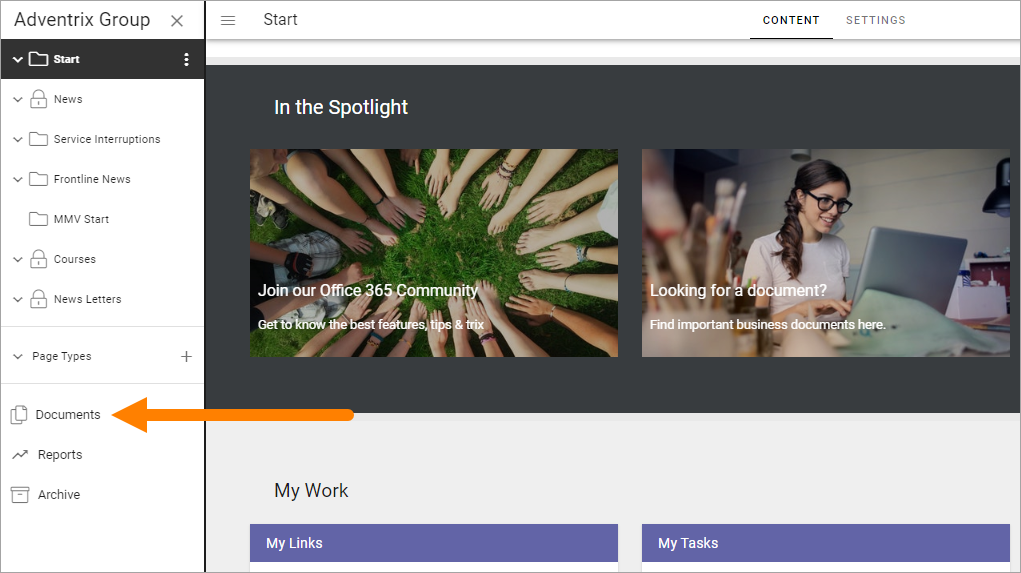 Adventrix Group
Start
News
Service Interruptions
Frontline News
MMV Start
Courses
News Letters
Page Types
Documents
Reports
Archive
Start
CONTENT
SETTINGS
In the Spotlight
Join our Office 365 Community
Get to know the best features, tips & trix
Looking for a document?
Find important business documents here.
My Work
My Links
My Tasks